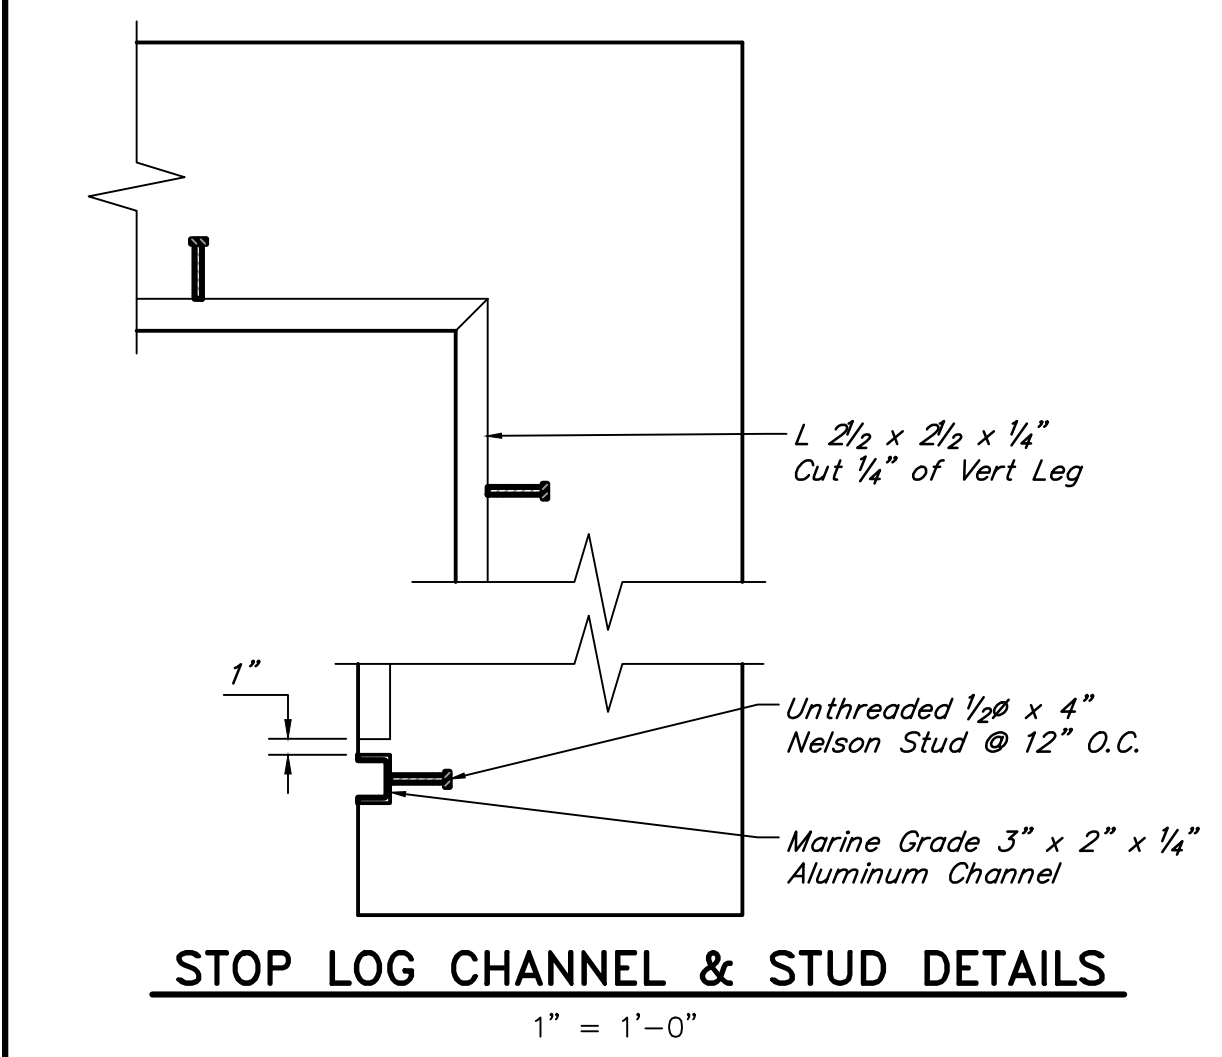 L 2½ x 2½ x ¼"
Cut ¼" of Vert Leg
1"
Unthreaded ½ø x 4"
Nelson Stud @ 12" O.C.
Marine Grade 3" x 2" x ¼"
Aluminum Channel
STOP LOG CHANNEL & STUD DETAILS
1" = 1'-0"